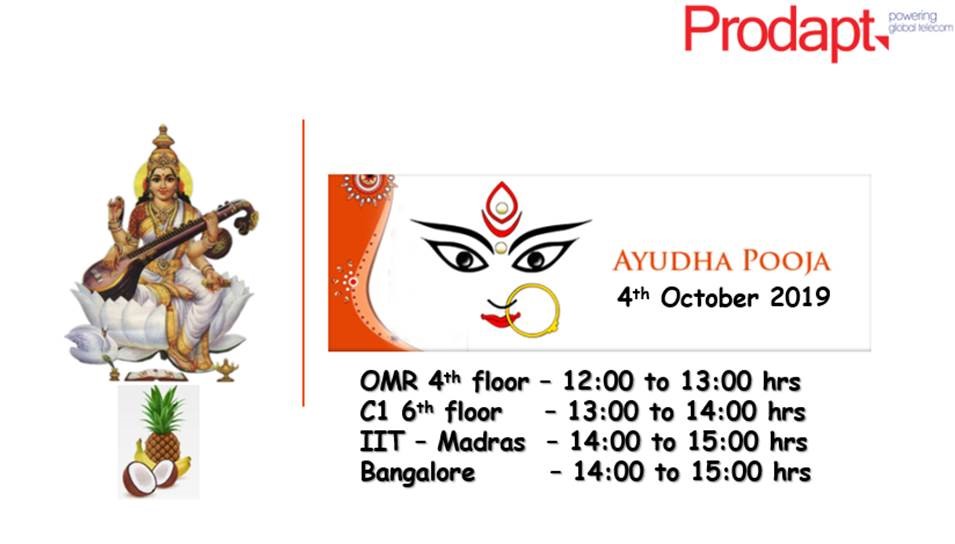 Prodapt
powering
global telecom
AYUDHA POOJA
4th October 2019
OMR 4th floor – 12:00 to 13:00 hrs
C1 6th floor – 13:00 to 14:00 hrs
IIT – Madras – 14:00 to 15:00 hrs
Bangalore – 14:00 to 15:00 hrs